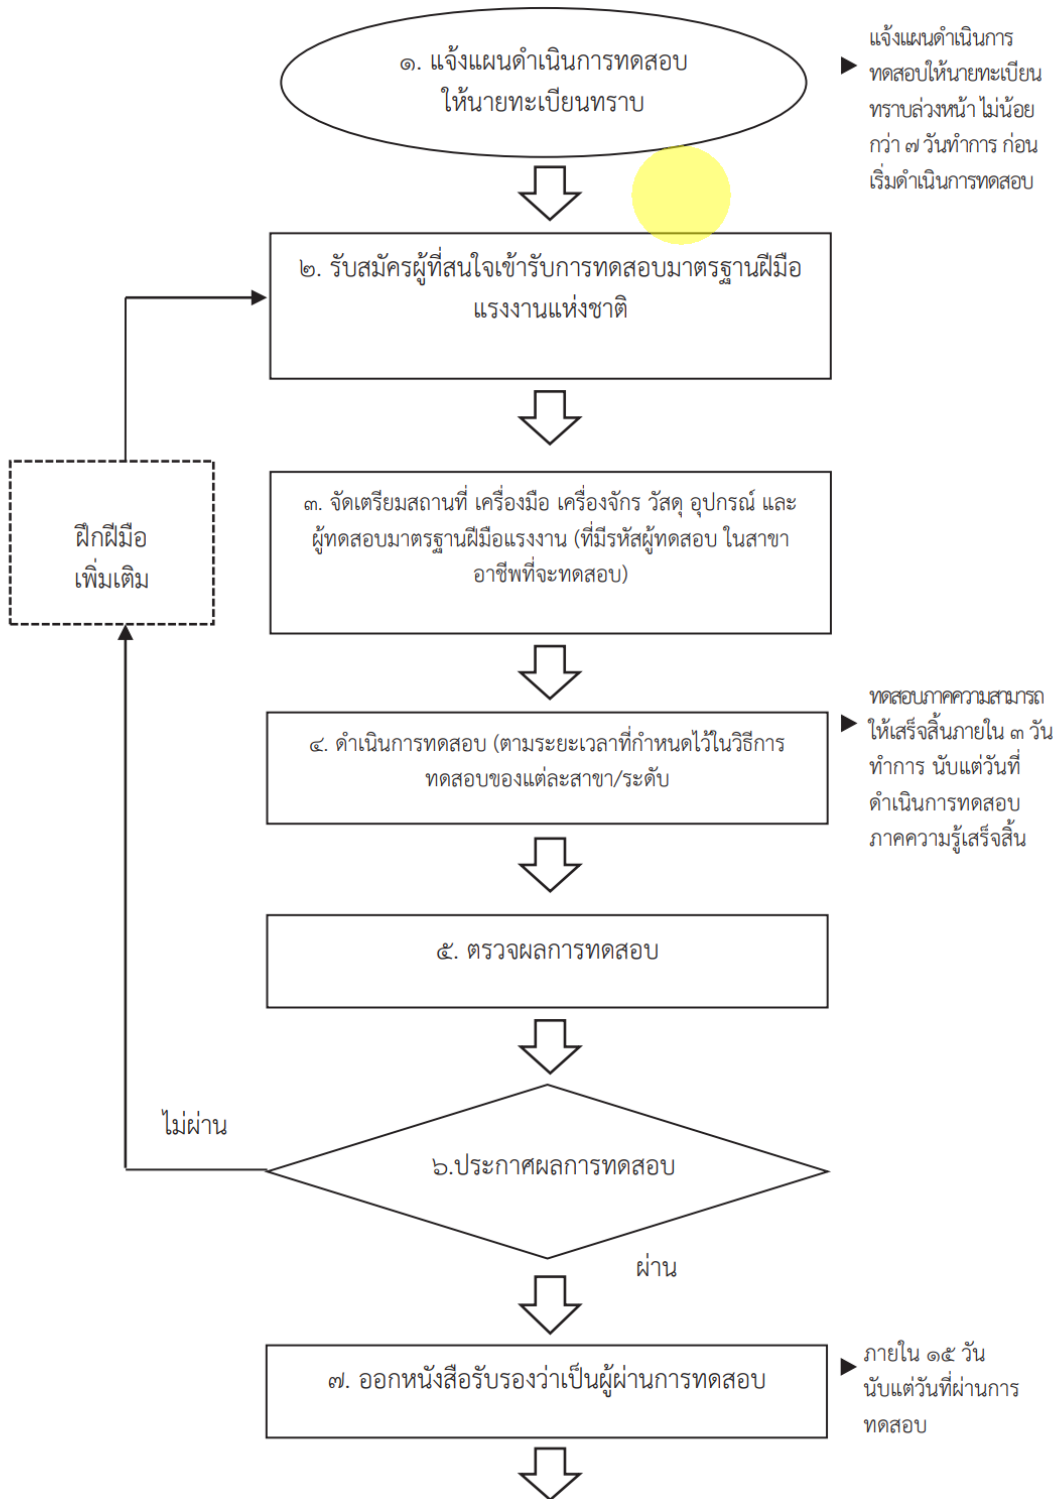 ๑. แจ้งแผนดำเนินการทดสอบ
ให้นายทะเบียนทราบ
แจ้งแผนดำเนินการ
ทดสอบให้นายทะเบียน
ทราบล่วงหน้า ไม่น้อย
กว่า ๗ วันทำการ ก่อน
เริ่มดำเนินการทดสอบ
๒. รับสมัครผู้ที่สนใจเข้ารับการทดสอบมาตรฐานฝีมือ
แรงงานแห่งชาติ
ฝึกฝีมือ
เพิ่มเติม
๓. จัดเตรียมสถานที่ เครื่องมือ เครื่องจักร วัสดุ อุปกรณ์ และ
ผู้ทดสอบมาตรฐานฝีมือแรงงาน (ที่มีรหัสผู้ทดสอบ ในสาขา
อาชีพที่จะทดสอบ)
๔. ดำเนินการทดสอบ (ตามระยะเวลาที่กำหนดไว้ในวิธีการ
ทดสอบของแต่ละสาขา/ระดับ
ทดสอบภาคความสามารถ
ให้เสร็จสิ้นภายใน ๓ วัน
ทำการ นับแต่วันที่
ดำเนินการทดสอบ
ภาคความรู้เสร็จสิ้น
๕. ตรวจผลการทดสอบ
ไม่ผ่าน
๖.ประกาศผลการทดสอบ
ผ่าน
๗. ออกหนังสือรับรองว่าเป็นผู้ผ่านการทดสอบ
ภายใน ๑๕ วัน
นับแต่วันที่ผ่านการ
ทดสอบ